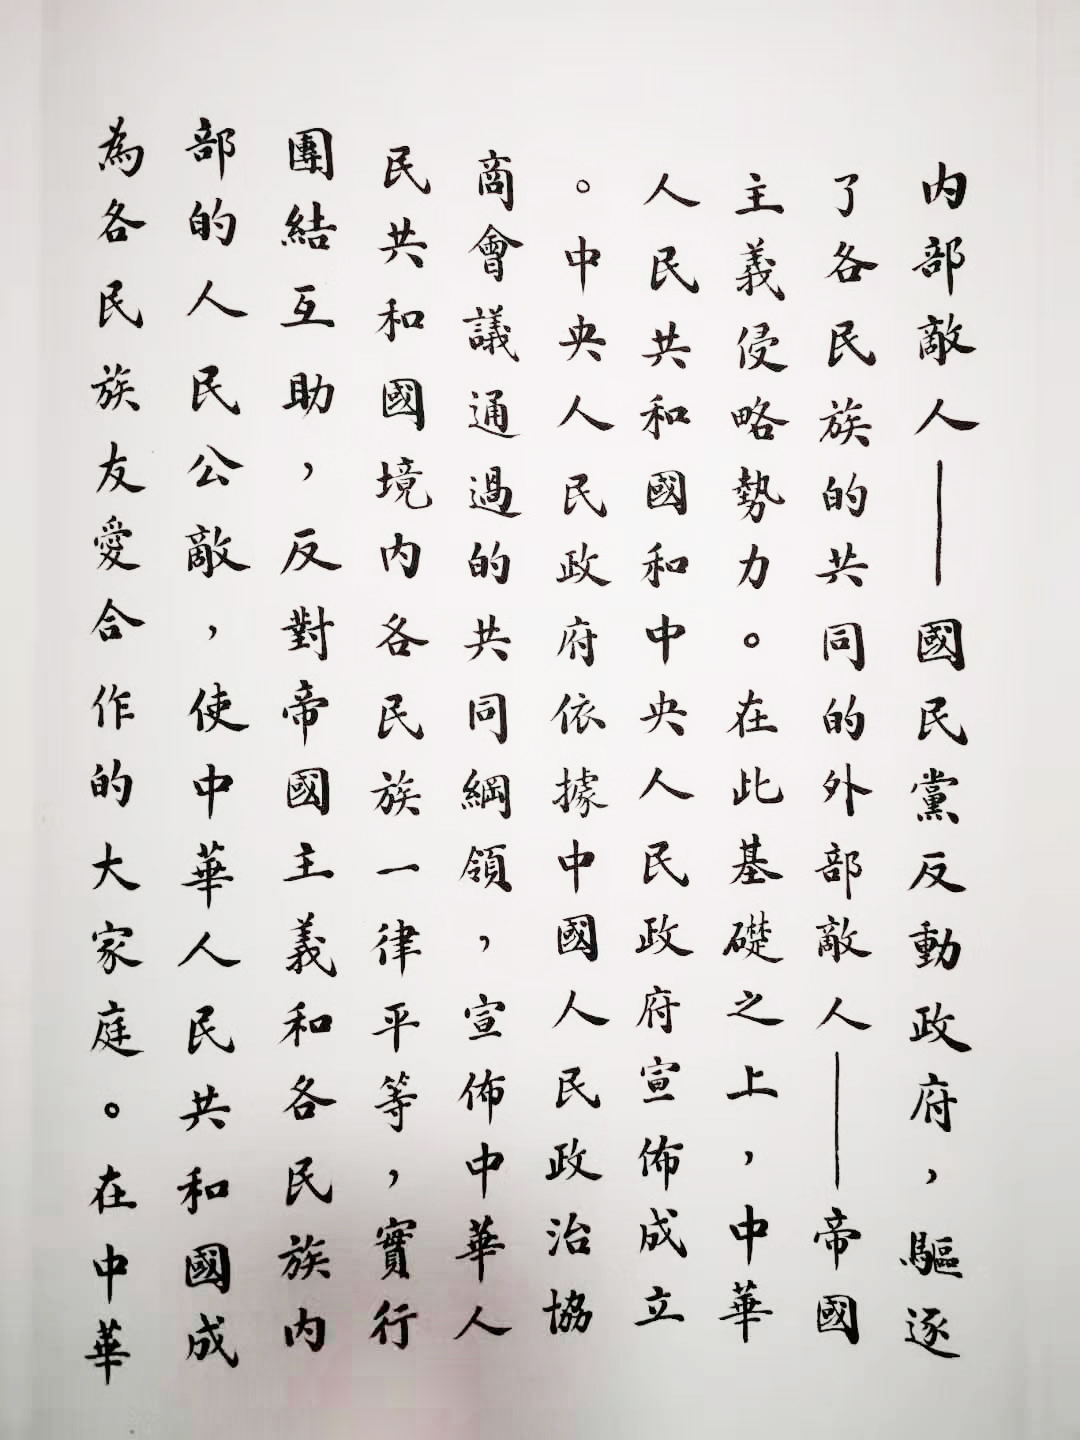 内部敵人——國民黨反動政府，驅逐
了各民族的共同的外部敵人——帝國
主義侵略勢力。在此基礎之上，中華
人民共和國和中央人民政府宣佈成立
。中央人民政府依據中國人民政治協
商會議通過的共同綱領，宣佈中華人
民共和國境内各民族一律平等，實行
團結互助，反對帝國主義和各民族内
部的人民公敵，使中華人民共和國成
為各民族友愛合作的大家庭。在中華